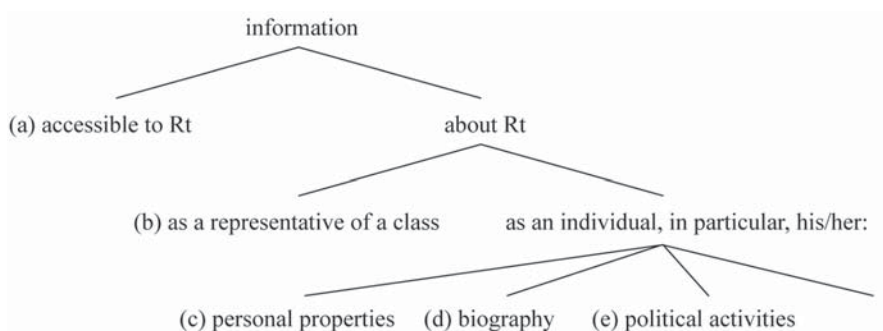 information
(a) accessible to Rt about Rt
(b) as a representative of a class as an individual, in particular, his/her:
(c) personal properties (d) biography (e) political activities